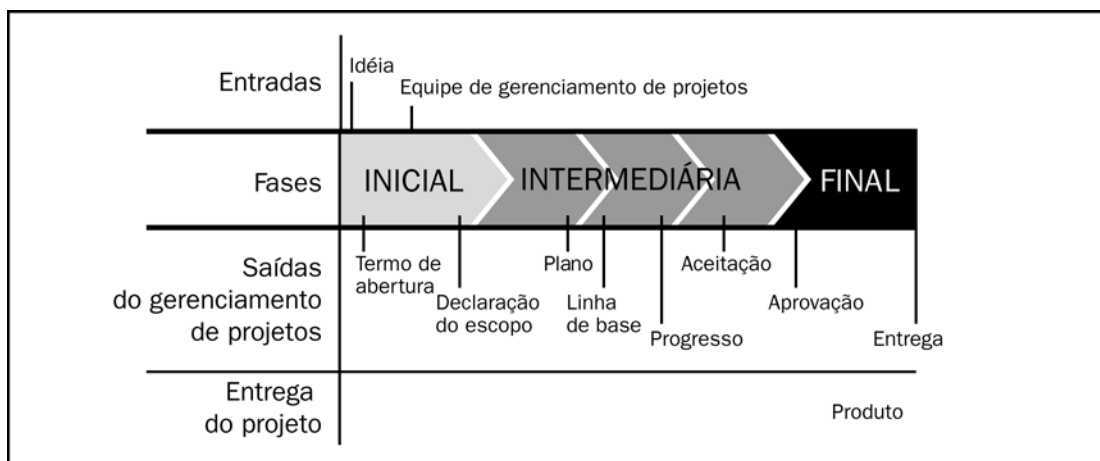 Entradas
Idéia
Equipe de gerenciamento de projetos
Fases
INICIAL
INTERMEDIÁRIA
FINAL
Saídas
do gerenciamento
de projetos
Termo de
abertura
Declaração
do escopo
Plano
Linha
de base
Progresso
Aceitação
Aprovação
Entrega
Entrega
do projeto
Produto